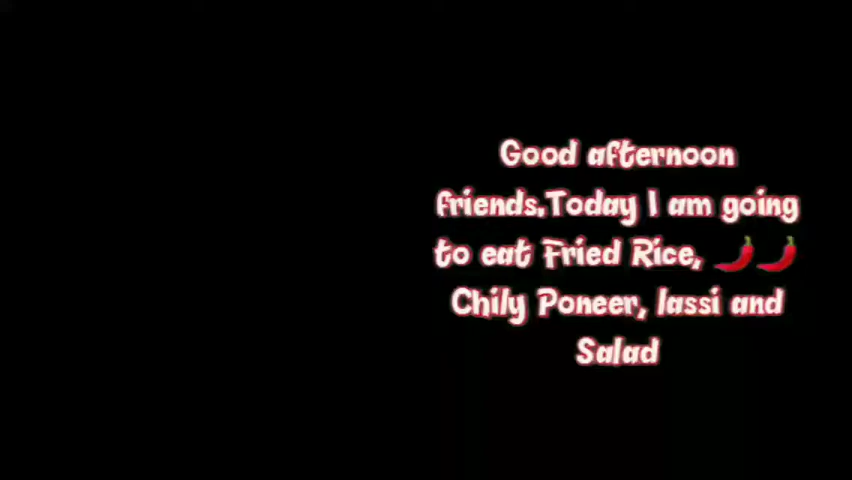 Good afternoon
friends.Today I am going
to eat Fried Rice, 🌶️🌶️
Chily Poneer, lassi and
Salad